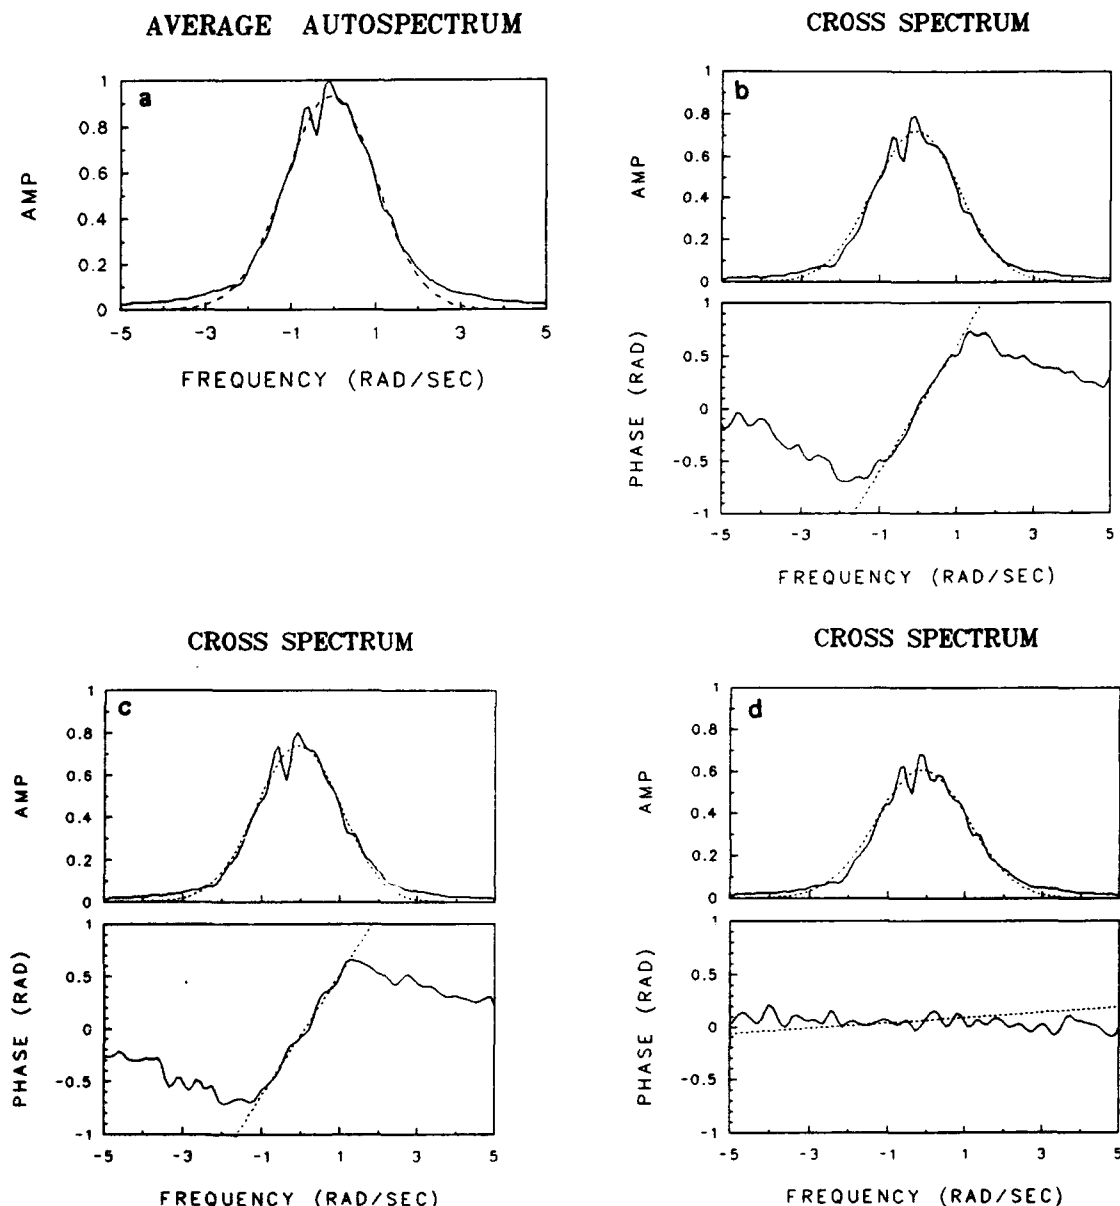 AVERAGE AUTOSPECTRUM
a
1
0.8
0.6
0.4
0.2
0
AMP
-5 -3 -1 1 3 5
FREQUENCY (RAD/SEC)
CROSS SPECTRUM
b
1
0.8
0.6
0.4
0.2
0
AMP
1
0.5
0
-0.5
-1
PHASE (RAD)
-5 -3 -1 1 3 5
FREQUENCY (RAD/SEC)
CROSS SPECTRUM
c
1
0.8
0.6
0.4
0.2
0
AMP
1
0.5
0
-0.5
-1
PHASE (RAD)
-5 -3 -1 1 3 5
FREQUENCY (RAD/SEC)
CROSS SPECTRUM
d
1
0.8
0.6
0.4
0.2
0
AMP
1
0.5
0
-0.5
-1
PHASE (RAD)
-5 -3 -1 1 3 5
FREQUENCY (RAD/SEC)